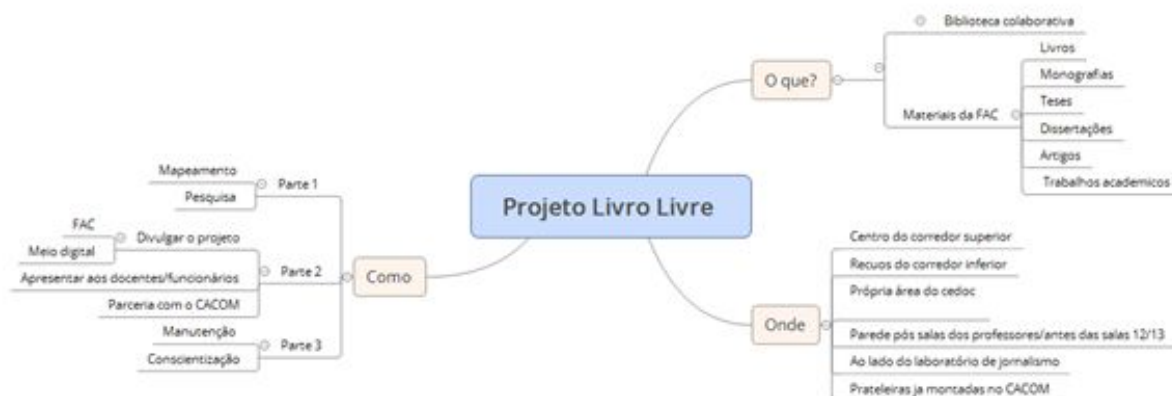 Projeto Livro Livre
O que?
Biblioteca colaborativa
Materiais da FAC
Livros
Monografias
Teses
Dissertações
Artigos
Trabalhos academicos
Onde
Centro do corredor superior
Recuos do corredor inferior
Própria área do cedoc
Parede pós salas dos professores/antes das salas 12/13
Ao lado do laboratório de jornalismo
Prateleiras ja montadas no CACOM
Como
Parte 1
Mapeamento
Pesquisa
Parte 2
Divulgar o projeto
FAC
Meio digital
Apresentar aos docentes/funcionários
Parceria com o CACOM
Parte 3
Manutenção
Conscientização